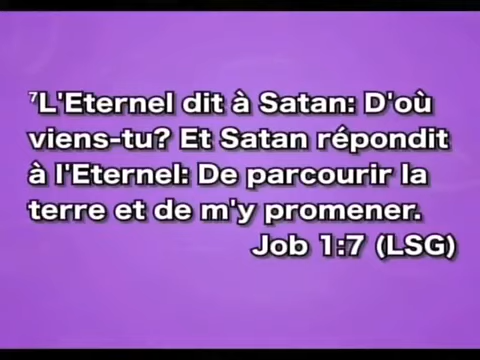 ⁷L'Eternel dit à Satan: D'où
viens-tu? Et Satan répondit
à l'Eternel: De parcourir la
terre et de m'y promener.
Job 1:7 (LSG)